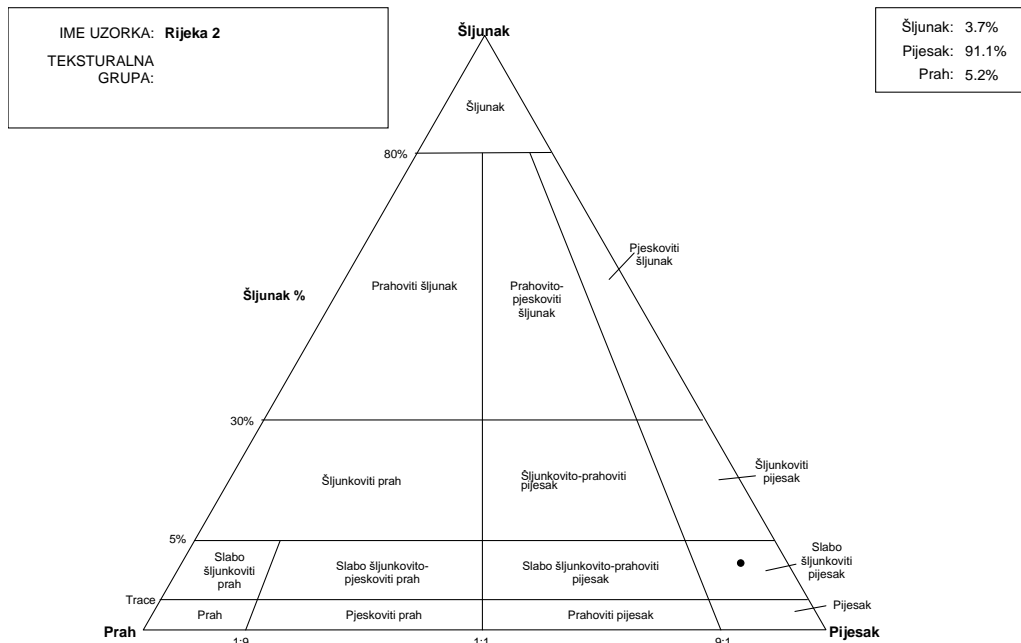 IME UZORKA: Rijeka 2
TEKSTURALNA
GRUPA:
Šljunak: 3.7%
Pijesak: 91.1%
Prah: 5.2%
Šljunak
Šljunak
80%
Pjeskoviti
šljunak
Prahoviti šljunak
Prahovito-
pjeskoviti
šljunak
Šljunak %
30%
Šljunkoviti prah
Šljunkovito-prahoviti
pijesak
Šljunkoviti
pijesak
5%
Slabo
šljunkoviti
prah
Slabo šljunkovito-
pjeskoviti prah
Slabo šljunkovito-prahoviti
pijesak
Slabo
šljunkoviti
pijesak
Trace
Prah
Pjeskoviti prah
Prahoviti pijesak
Pijesak
Prah
1:9
1:1
9:1
Pijesak